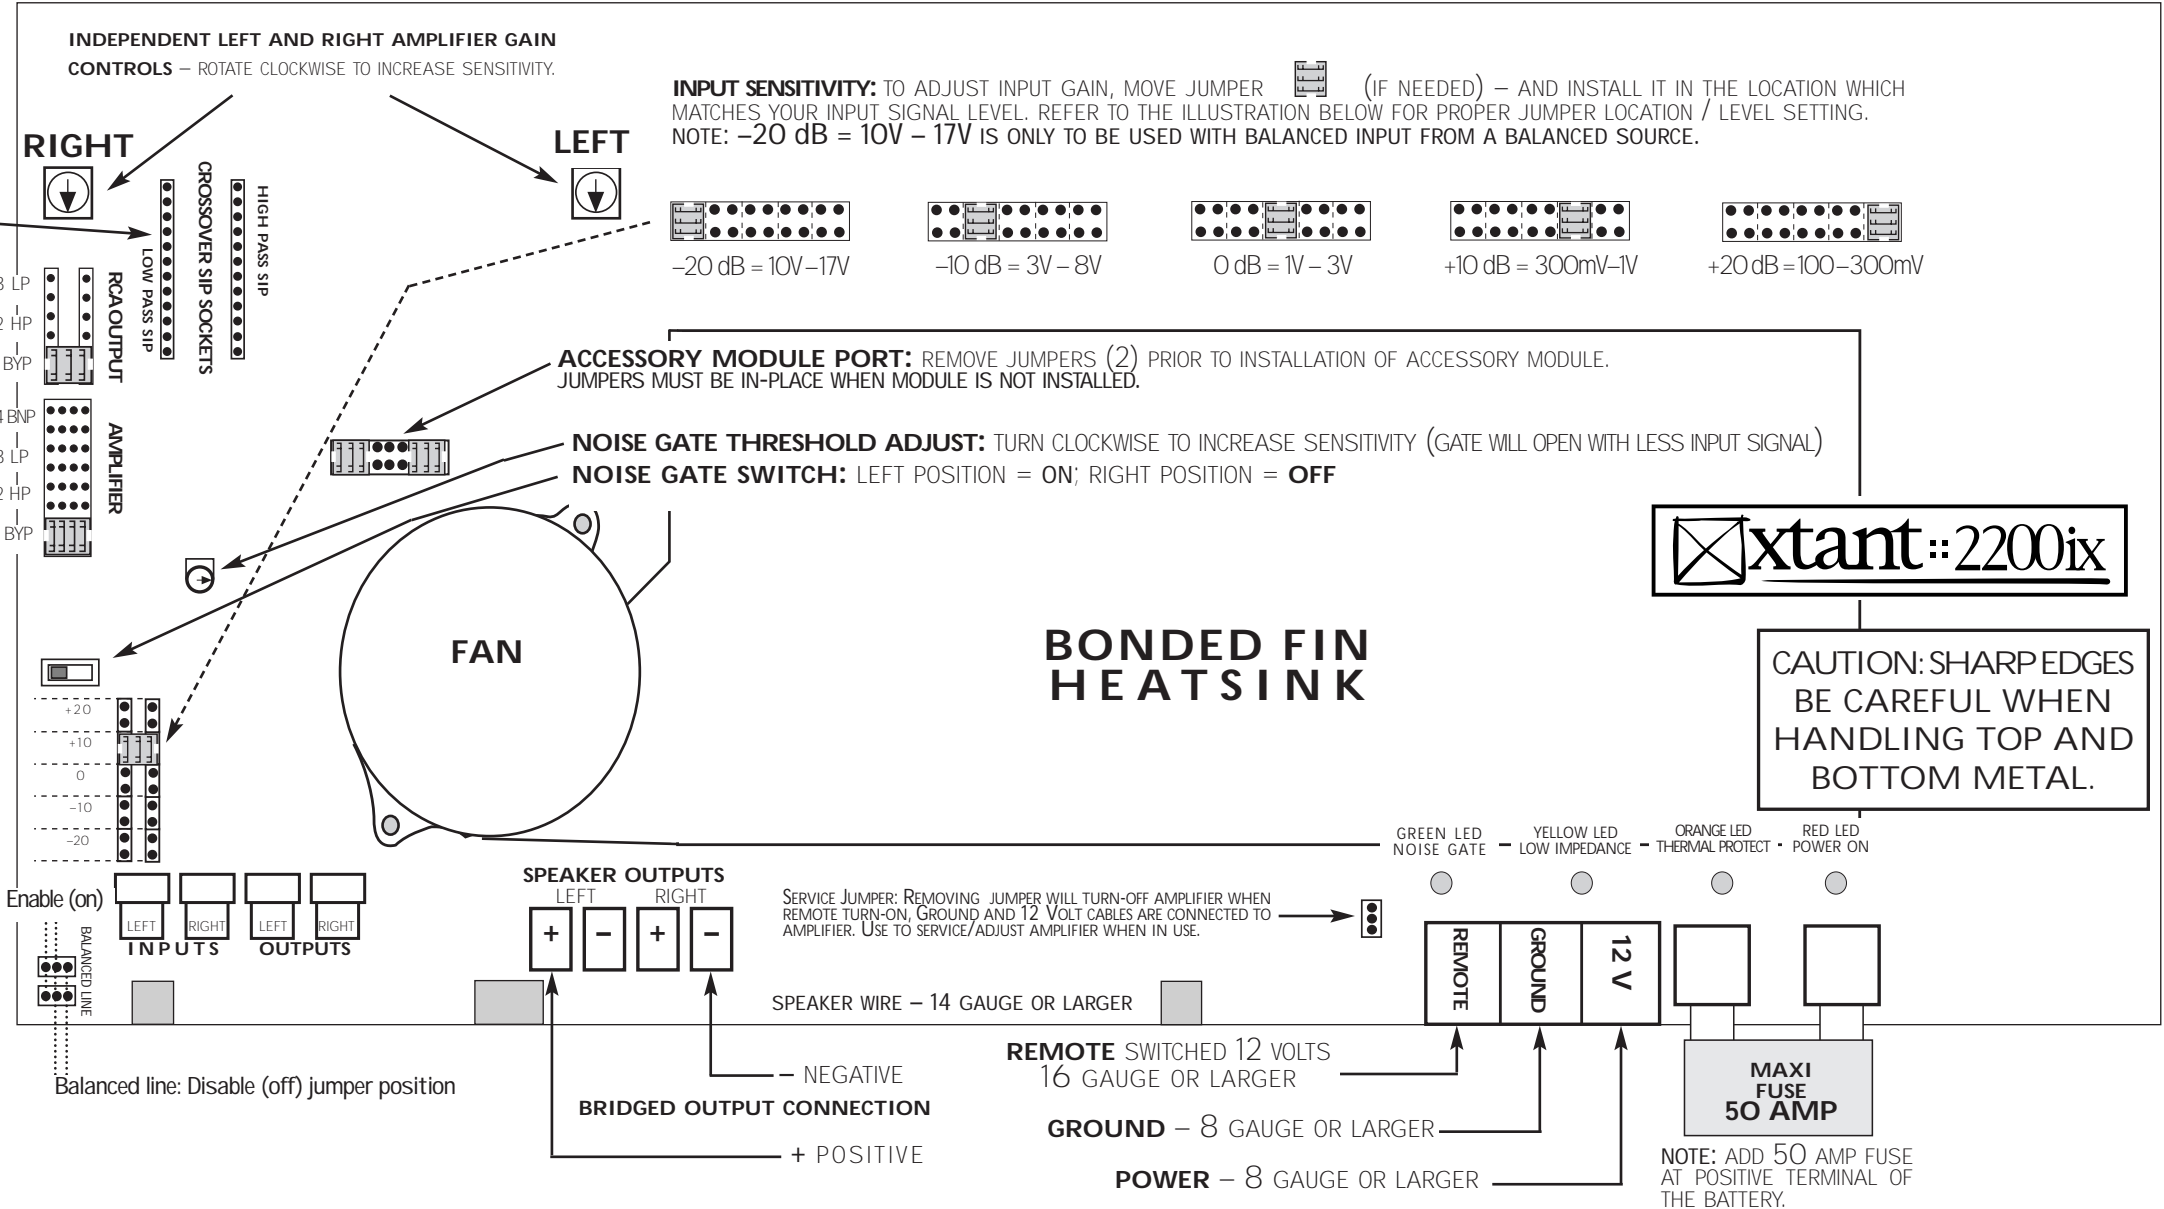 INDEPENDENT LEFT AND RIGHT AMPLIFIER GAIN
CONTROLS – ROTATE CLOCKWISE TO INCREASE SENSITIVITY.
INPUT SENSITIVITY: TO ADJUST INPUT GAIN, MOVE JUMPER (IF NEEDED) – AND INSTALL IT IN THE LOCATION WHICH
MATCHES YOUR INPUT SIGNAL LEVEL. REFER TO THE ILLUSTRATION BELOW FOR PROPER JUMPER LOCATION / LEVEL SETTING.
NOTE: –20 dB = 10V – 17V IS ONLY TO BE USED WITH BALANCED INPUT FROM A BALANCED SOURCE.
RIGHT
LEFT
–20 dB = 10V–17V
–10 dB = 3V – 8V
0 dB = 1V – 3V
+10 dB = 300mV–1V
+20 dB =100–300mV
LOW PASS SIP
CROSSOVER SIP SOCKETS
HIGH PASS SIP
RCA OUTPUT
3 LP
2 HP
BYP
AMPLIFIER
4 BNP
3 LP
2 HP
BYP
ACCESSORY MODULE PORT: REMOVE JUMPERS (2) PRIOR TO INSTALLATION OF ACCESSORY MODULE.
JUMPERS MUST BE IN-PLACE WHEN MODULE IS NOT INSTALLED.
NOISE GATE THRESHOLD ADJUST: TURN CLOCKWISE TO INCREASE SENSITIVITY (GATE WILL OPEN WITH LESS INPUT SIGNAL)
NOISE GATE SWITCH: LEFT POSITION = ON; RIGHT POSITION = OFF
xtant::2200ix
FAN
BONDED FIN
HEATSINK
CAUTION: SHARP EDGES
BE CAREFUL WHEN
HANDLING TOP AND
BOTTOM METAL.
+20
+10
0
–10
–20
GREEN LED
NOISE GATE
YELLOW LED
LOW IMPEDANCE
ORANGE LED
THERMAL PROTECT
RED LED
POWER ON
Enable (on)
BALANCED LINE
LEFT
RIGHT
LEFT
RIGHT
INPUTS
OUTPUTS
SPEAKER OUTPUTS
LEFT
RIGHT
+
–
+
–
SERVICE JUMPER: REMOVING JUMPER WILL TURN-OFF AMPLIFIER WHEN
REMOTE TURN-ON, GROUND AND 12 VOLT CABLES ARE CONNECTED TO
AMPLIFIER. USE TO SERVICE/ADJUST AMPLIFIER WHEN IN USE.
REMOTE
GROUND
12 V
SPEAKER WIRE – 14 GAUGE OR LARGER
Balanced line: Disable (off) jumper position
– NEGATIVE
BRIDGED OUTPUT CONNECTION
+ POSITIVE
REMOTE SWITCHED 12 VOLTS
16 GAUGE OR LARGER
GROUND – 8 GAUGE OR LARGER
POWER – 8 GAUGE OR LARGER
MAXI
FUSE
50 AMP
NOTE: ADD 50 AMP FUSE
AT POSITIVE TERMINAL OF
THE BATTERY.